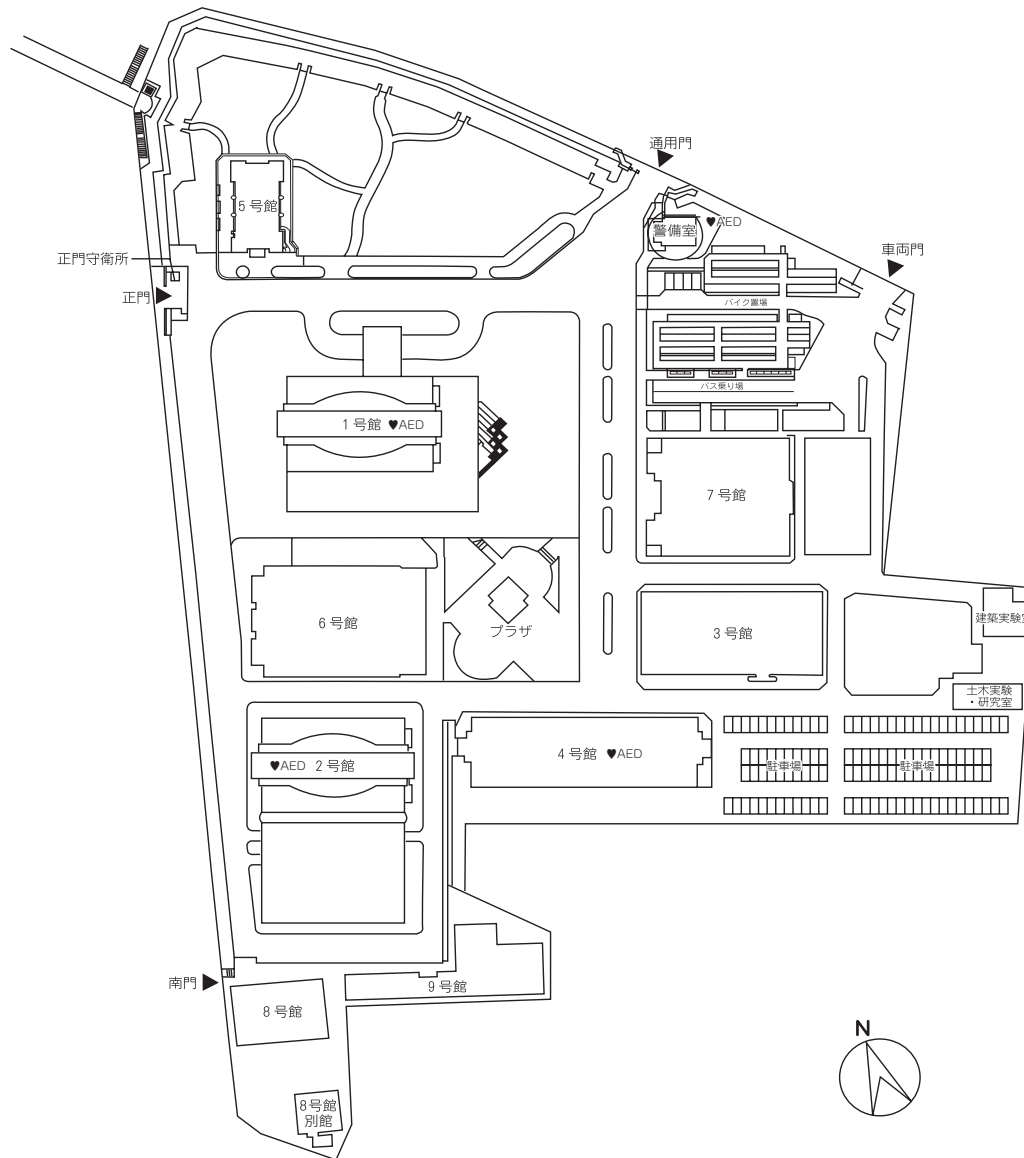 通用門
5 号館
♥AED
警備室
車両門
正門守衛所
正門
バイク置場
バス乗り場
1 号館 ♥AED
7 号館
6 号館
プラザ
3 号館
建築実験室
土木実験
・研究室
4 号館 ♥AED
♥AED 2 号館
駐車場
駐車場
南門
9 号館
8 号館
N
8 号館
別館